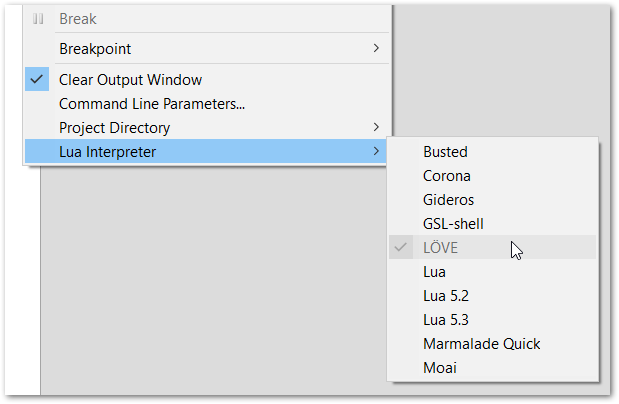 Break
Breakpoint
Clear Output Window
Command Line Parameters...
Project Directory
Lua Interpreter
Busted
Corona
Gideros
GSL-shell
LÖVE
Lua
Lua 5.2
Lua 5.3
Marmalade Quick
Moai